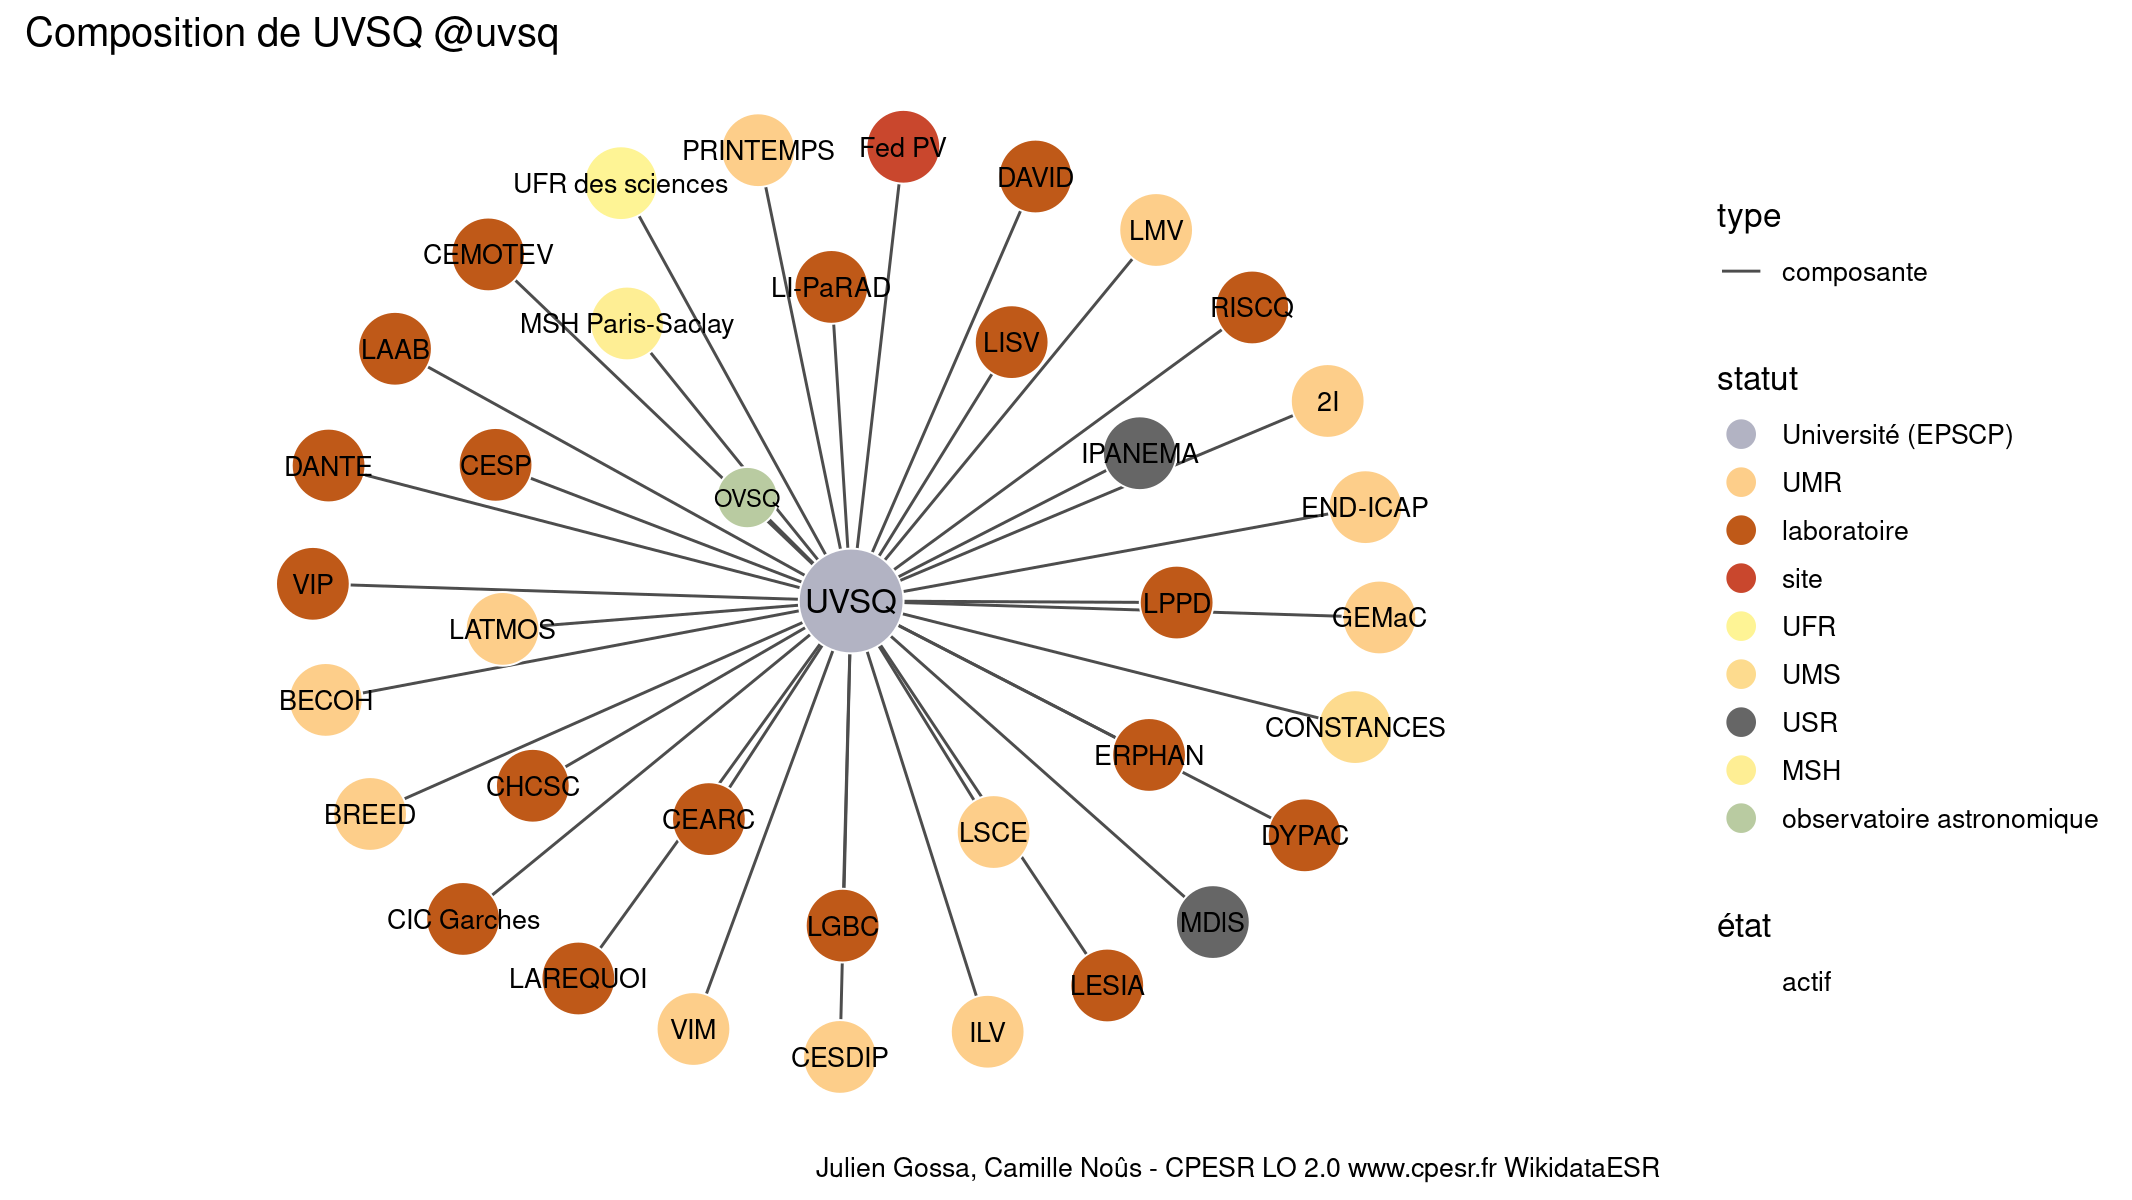 Composition de UVSQ @uvsq
PRINTEMPS
Fed PV
DAVID
UFR des sciences
LMV
CEMOTEV
LI-PaRAD
RISCQ
MSH Paris-Saclay
LISV
LAAB
2I
IPANEMA
DANTE
CESP
OVSQ
END-ICAP
VIP
UVSQ
LPPD
GEMaC
LATMOS
BECOH
CONSTANCES
ERPHAN
CHCSC
BREED
CEARC
LSCE
DYPAC
CIC Garches
LGBC
MDIS
LAREQUOI
LESIA
VIM
ILV
CESDIP
type
composante
statut
Université (EPSCP)
UMR
laboratoire
site
UFR
UMS
USR
MSH
observatoire astronomique
état
actif
Julien Gossa, Camille Noûs - CPESR LO 2.0 www.cpesr.fr WikidataESR